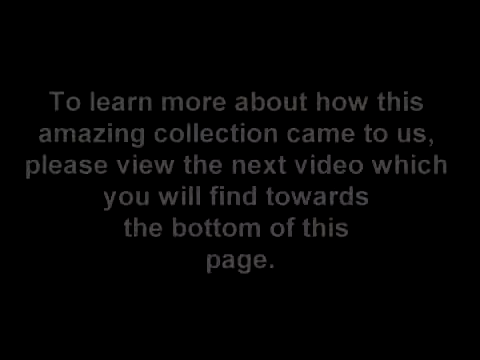 To learn more about how this
amazing collection came to us,
please view the next video which
you will find towards
the bottom of this
page.